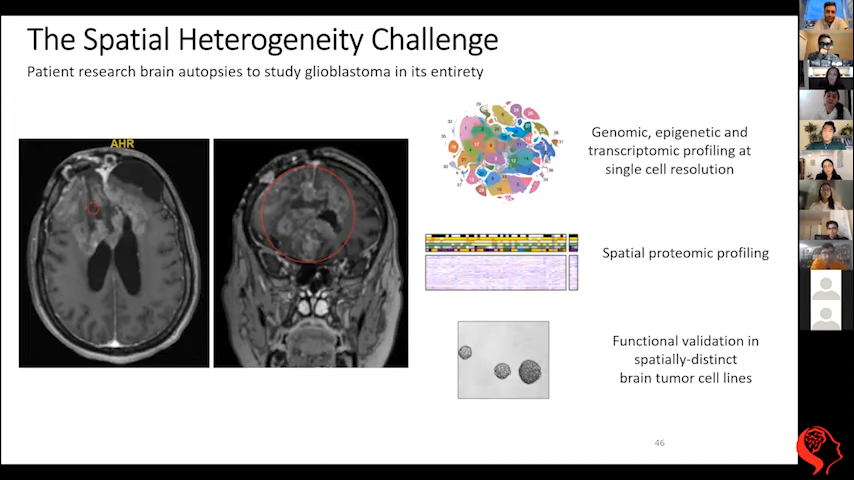 The Spatial Heterogeneity Challenge
Patient research brain autopsies to study glioblastoma in its entirety
AHR
Genomic, epigenetic and
transcriptomic profiling at
single cell resolution
Spatial proteomic profiling
Functional validation in
spatially-distinct
brain tumor cell lines
46